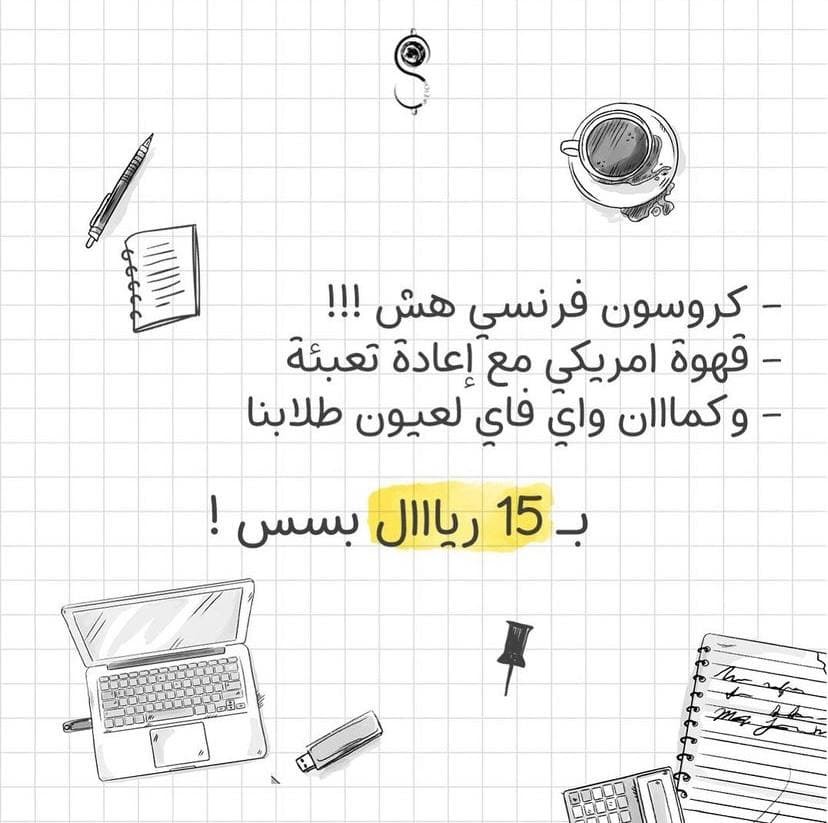 - كروسون فرنسي هش !!!
- قهوة امريكي مع إعادة تعبئة
- وكمااان واي فاي لعيون طلابنا
بـ 15 ريااال بسس !